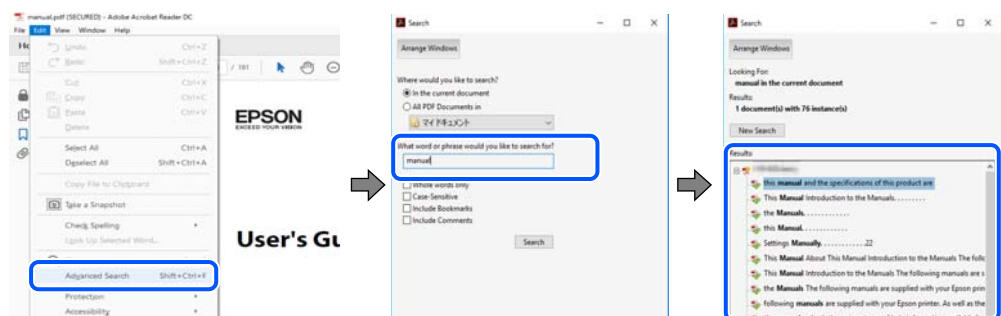 manual.pdf (SECURED) - Adobe Acrobat Reader DC
File Edit View Window Help
Undo Ctrl+Z
Redo Shift+Ctrl+Z
Cut Ctrl+X
Copy Ctrl+C
Paste Ctrl+V
Delete
Select All Ctrl+A
Deselect All Shift+Ctrl+A
Copy File to Clipboard
Take a Snapshot
Check Spelling
Look Up Selected Word...
Advanced Search Shift+Ctrl+F
Protection
Accessibility
/ 181
EPSON
EXCEED YOUR VISION
User's Gu
Search
Arrange Windows
Where would you like to search?
In the current document
All PDF Documents in
マイ ドキュメント
What word or phrase would you like to search for?
manual
Whole words only
Case-Sensitive
Include Bookmarks
Include Comments
Search
Search
Arrange Windows
Looking For:
manual in the current document
Results:
1 document(s) with 76 instance(s)
New Search
Results:
this manual and the specifications of this product are
This Manual Introduction to the Manuals. . . . . . . . .
the Manuals. . . . . . . . . . . .
this Manual. . . . . . . . . . . .
Settings Manually. . . . . . . . . . . . 22
This Manual About This Manual Introduction to the Manuals The foll
This Manual Introduction to the Manuals The following manuals are s
the Manuals The following manuals are supplied with your Epson prin
following manuals are supplied with your Epson printer. As well as the